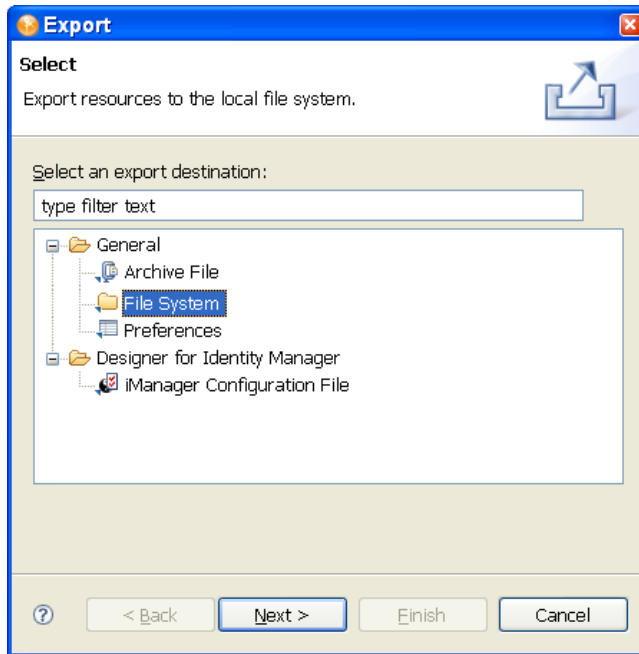 Export
Select
Export resources to the local file system.
Select an export destination:
type filter text
General
Archive File
File System
Preferences
Designer for Identity Manager
iManager Configuration File
? < Back Next > Finish Cancel